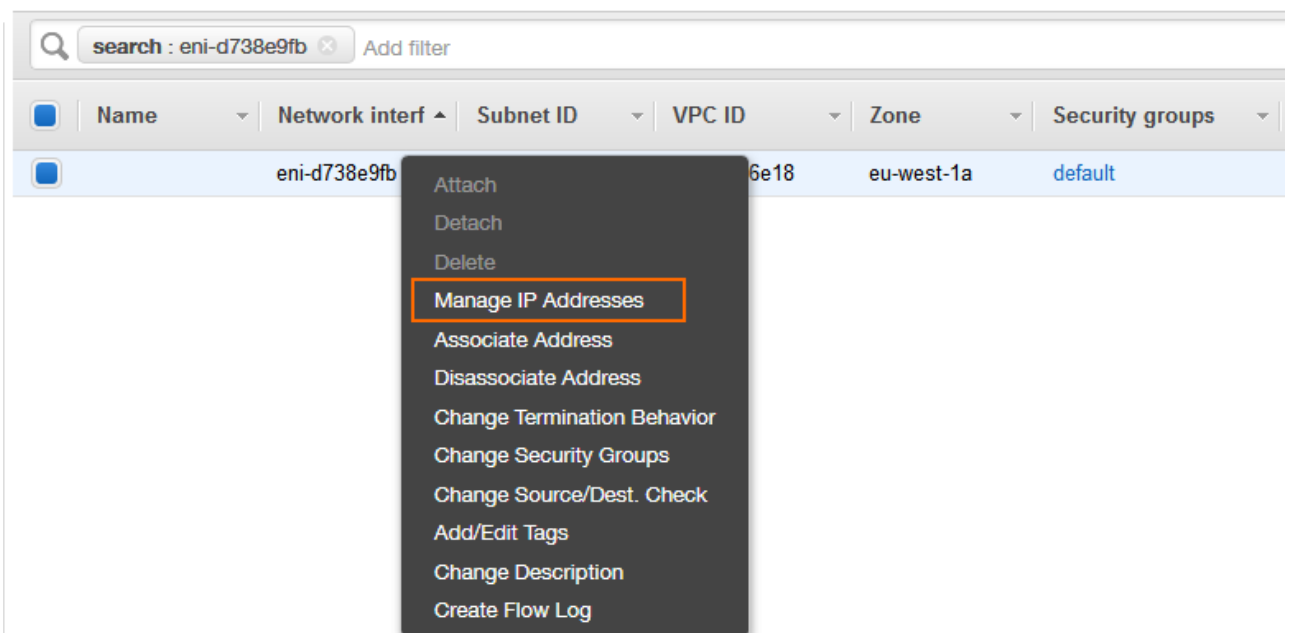 search : eni-d738e9fb Add filter
Name Network interf Subnet ID VPC ID Zone Security groups
eni-d738e9fb 6e18 eu-west-1a default
Attach
Detach
Delete
Manage IP Addresses
Associate Address
Disassociate Address
Change Termination Behavior
Change Security Groups
Change Source/Dest. Check
Add/Edit Tags
Change Description
Create Flow Log